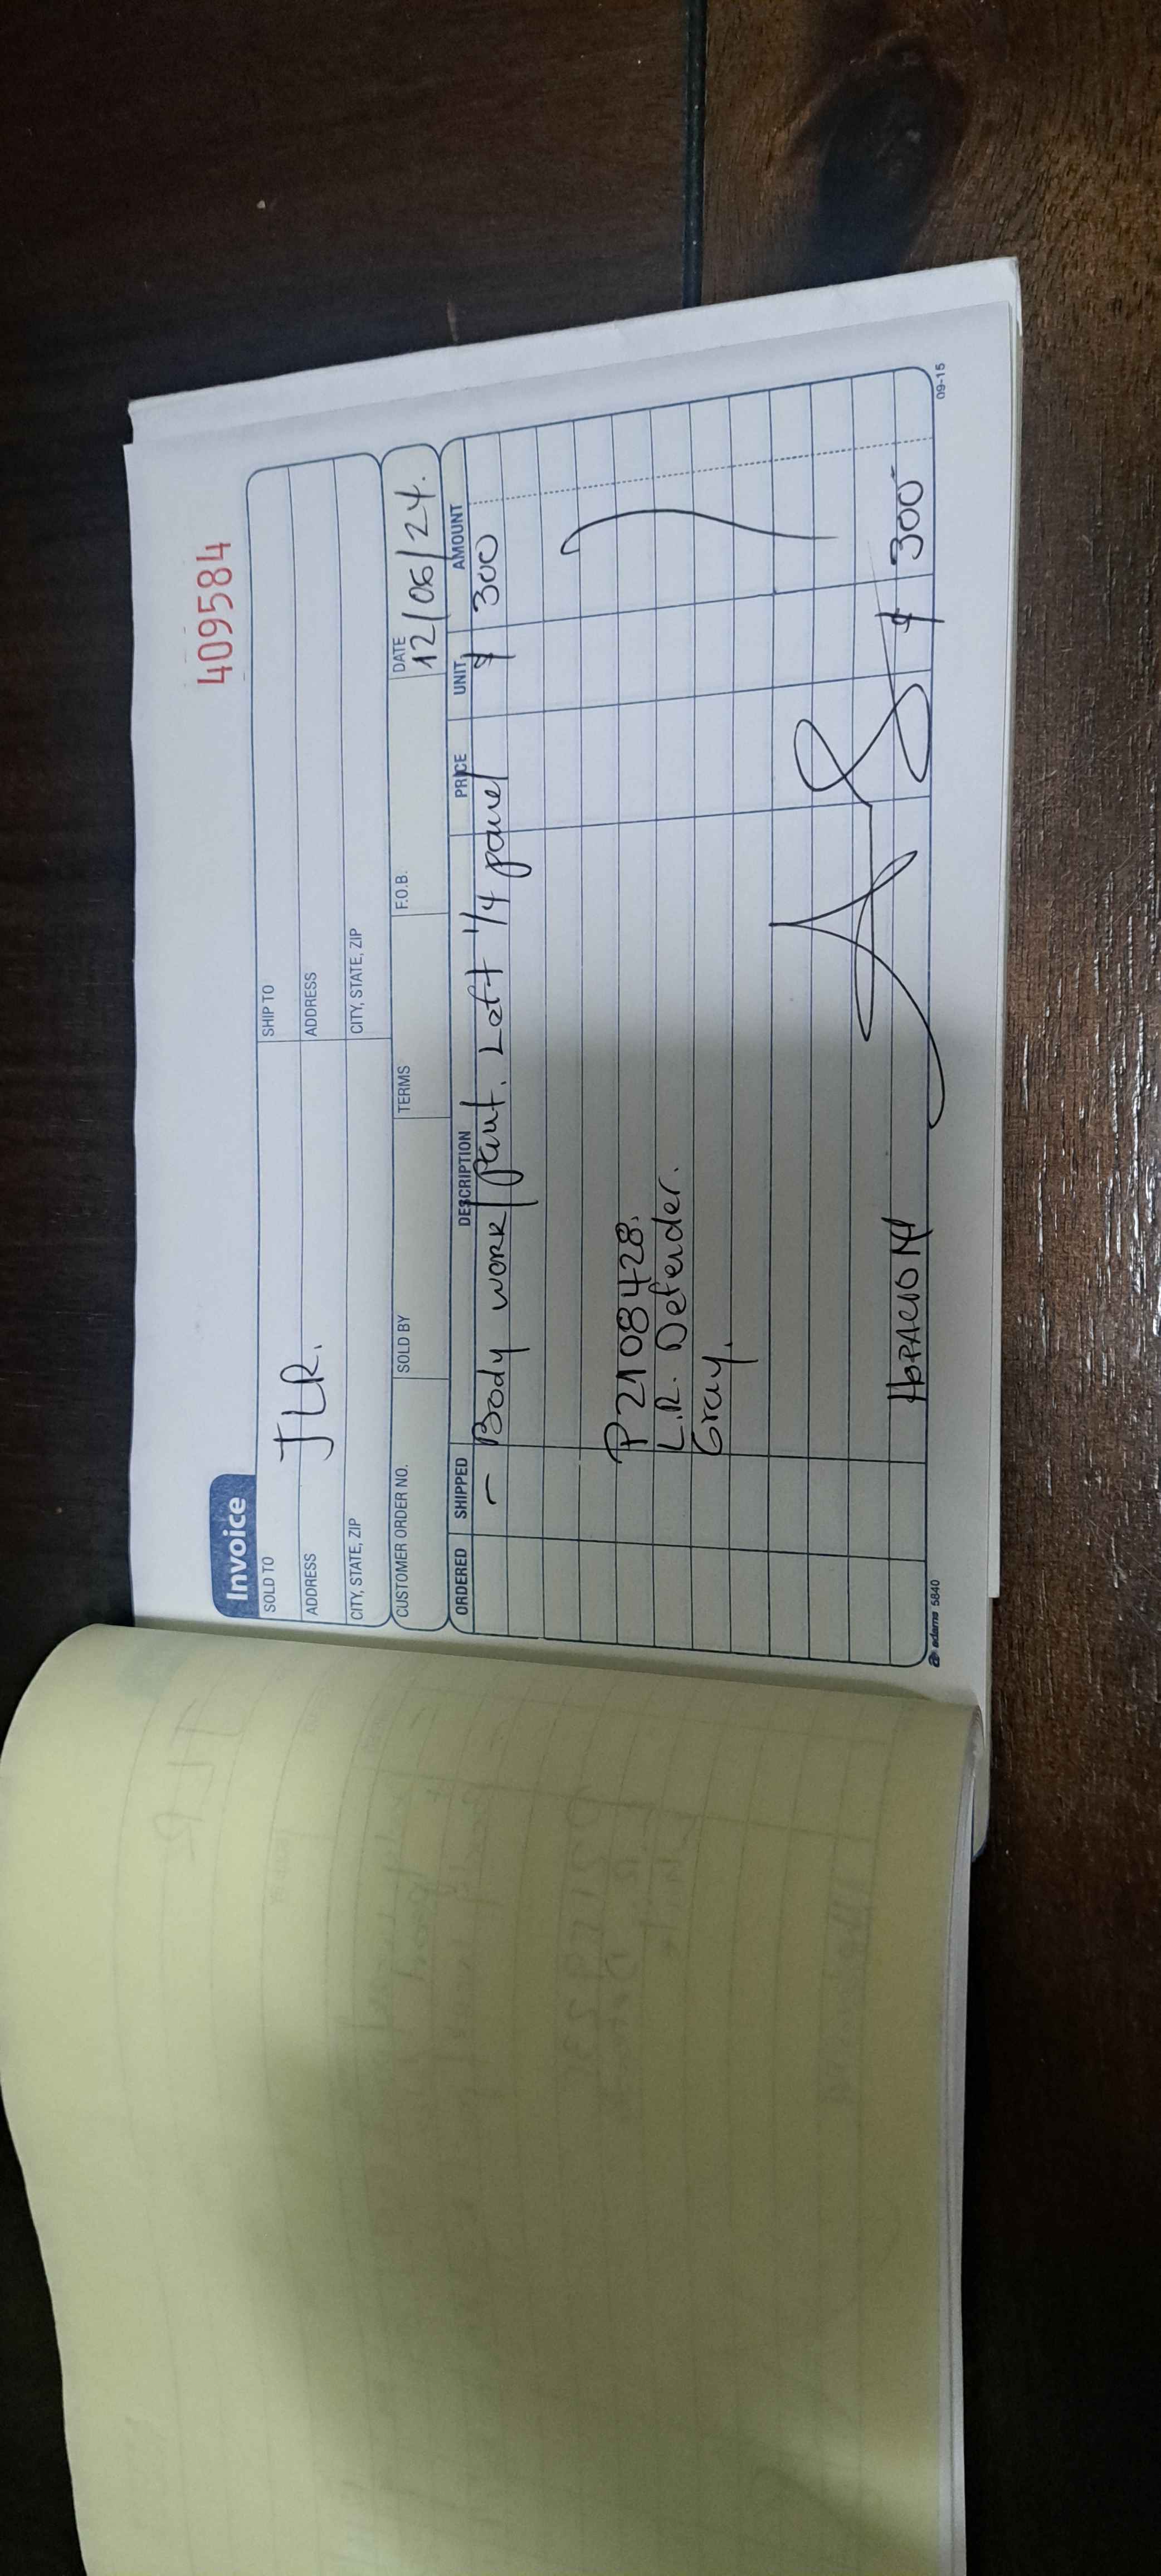 409584
Invoice
SOLD TO
SHIP TO
JLR.
ADDRESS
ADDRESS
CITY, STATE, ZIP
CITY, STATE, ZIP
CUSTOMER ORDER NO. SOLD BY TERMS F.O.B. DATE
12/06/24.
ORDERED SHIPPED DESCRIPTION PRICE UNIT AMOUNT
- Body work/paint. Left 1/4 panel $ 300
P2108428.
L.R. Defender.
Gray.
$ 300
adams 5840
09-15